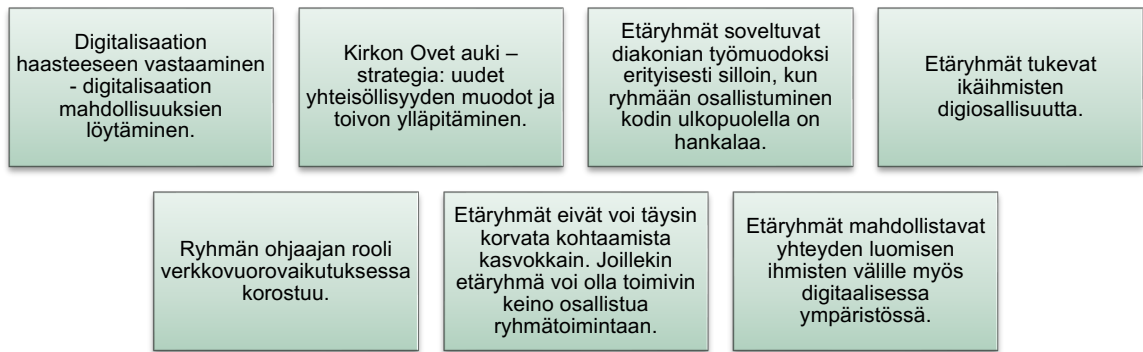 Digitalisaation
haasteeseen vastaaminen
- digitalisaation
mahdollisuuksien
löytäminen.
Kirkon Ovet auki –
strategia: uudet
yhteisöllisyyden muodot ja
toivon ylläpitäminen.
Etäryhmät soveltuvat
diakonian työmuodoksi
erityisesti silloin, kun
ryhmään osallistuminen
kodin ulkopuolella on
hankalaa.
Etäryhmät tukevat
ikäihmisten
digiosallisuutta.
Ryhmän ohjaajan rooli
verkkovuorovaikutuksessa
korostuu.
Etäryhmät eivät voi täysin
korvata kohtaamista
kasvokkain. Joillekin
etäryhmä voi olla toimivin
keino osallistua
ryhmätoimintaan.
Etäryhmät mahdollistavat
yhteyden luomisen
ihmisten välille myös
digitaalisessa
ympäristössä.